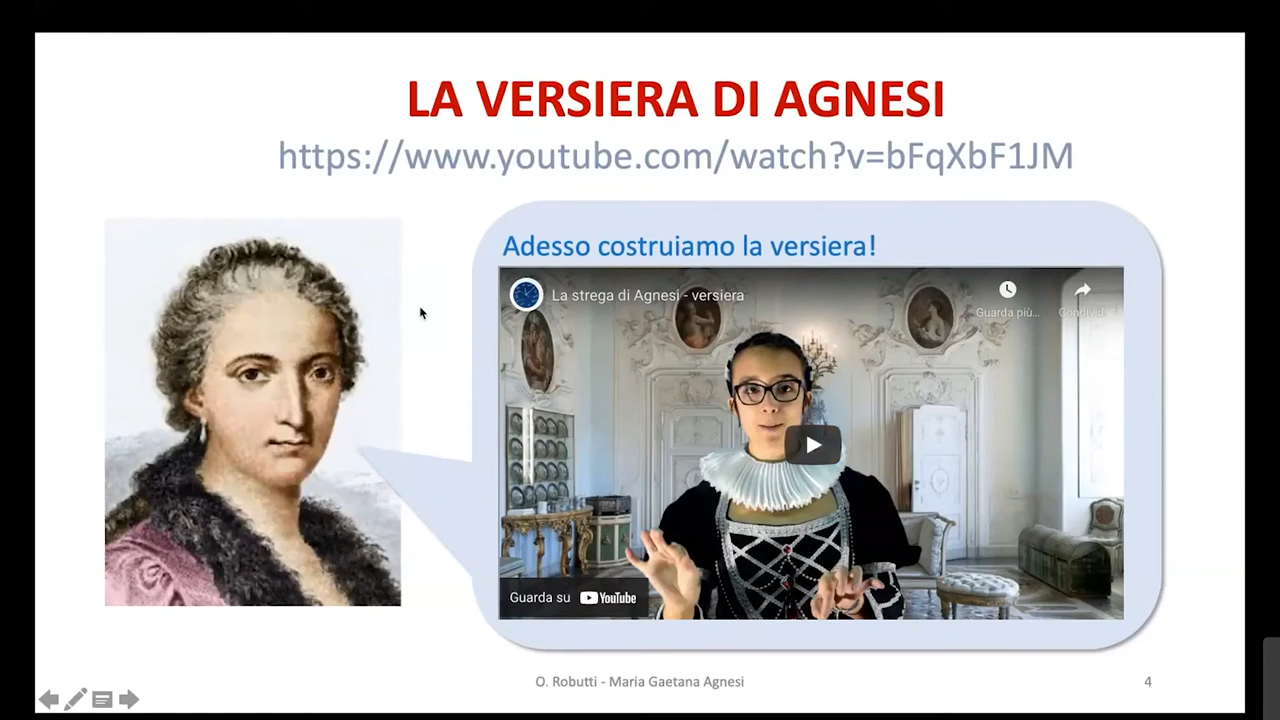 LA VERSIERA DI AGNESI
https://www.youtube.com/watch?v=bFqXbF1JM
Adesso costruiamo la versiera!
La strega di Agnesi - versiera
Guarda più...
Condividi
Guarda su YouTube
O. Robutti - Maria Gaetana Agnesi
4